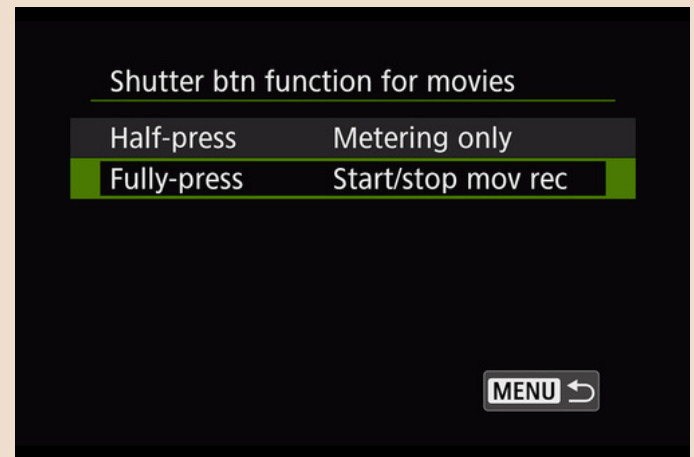 Shutter btn function for movies
Half-press Metering only
Fully-press Start/stop mov rec
MENU